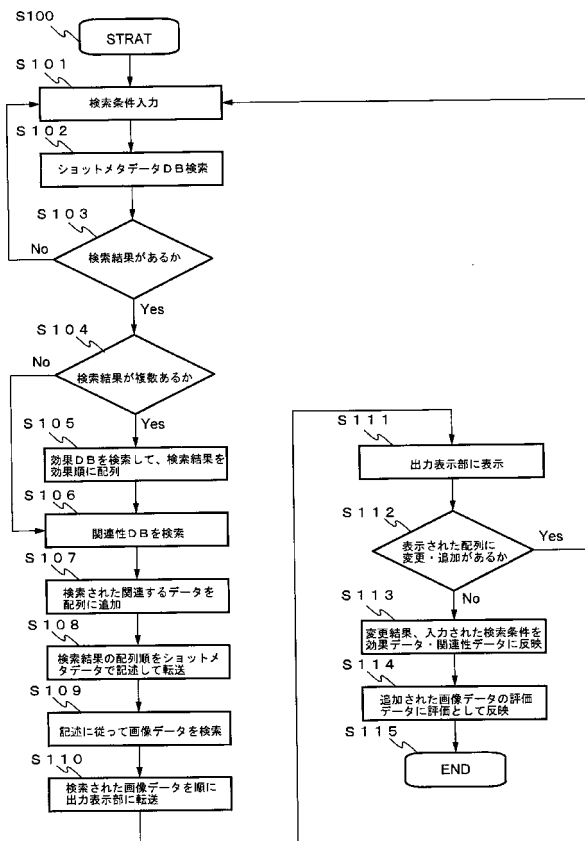 S100
STRAT
S101
検索条件入力
S102
ショットメタデータDB検索
S103
検索結果があるか
No
Yes
S104
検索結果が複数あるか
No
Yes
S105
効果DBを検索して、検索結果を
効果順に配列
S106
関連性DBを検索
S107
検索された関連するデータを
配列に追加
S108
検索結果の配列順をショットメ
タデータで記述して転送
S109
記述に従って画像データを検索
S110
検索された画像データを順に
出力表示部に転送
S111
出力表示部に表示
S112
表示された配列に
変更・追加があるか
Yes
No
S113
変更結果、入力された検索条件を
効果データ・関連性データに反映
S114
追加された画像データの評価
データに評価として反映
S115
END